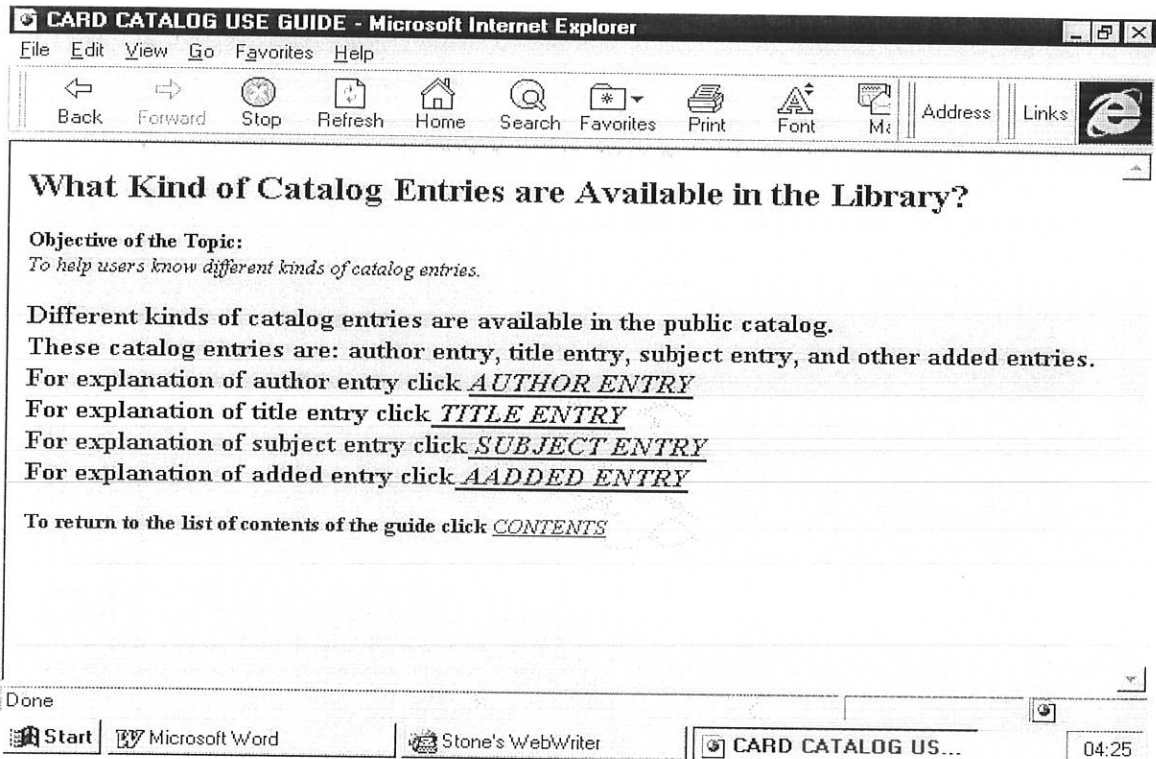 CARD CATALOG USE GUIDE - Microsoft Internet Explorer
File Edit View Go Favorites Help
Back Forward Stop Refresh Home Search Favorites Print Font Ma Address Links
What Kind of Catalog Entries are Available in the Library?
Objective of the Topic:
To help users know different kinds of catalog entries.
Different kinds of catalog entries are available in the public catalog.
These catalog entries are: author entry, title entry, subject entry, and other added entries.
For explanation of author entry click AUTHOR ENTRY
For explanation of title entry click TITLE ENTRY
For explanation of subject entry click SUBJECT ENTRY
For explanation of added entry click AADDED ENTRY
To return to the list of contents of the guide click CONTENTS
Done
Start Microsoft Word Stone's WebWriter CARD CATALOG US... 04:25